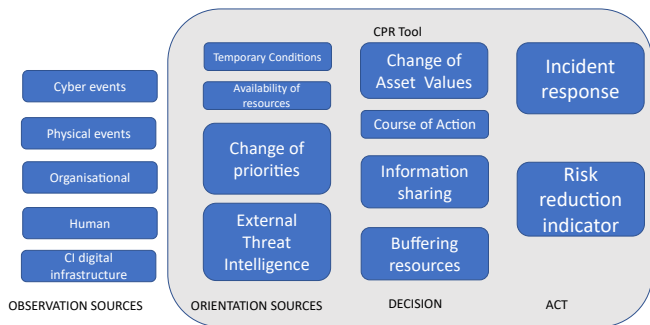 CPR Tool
Cyber events
Physical events
Organisational
Human
CI digital
infrastructure
OBSERVATION SOURCES
Temporary Conditions
Availability of
resources
Change of
priorities
External
Threat
Intelligence
ORIENTATION SOURCES
Change of
Asset Values
Course of Action
Information
sharing
Buffering
resources
DECISION
Incident
response
Risk
reduction
indicator
ACT